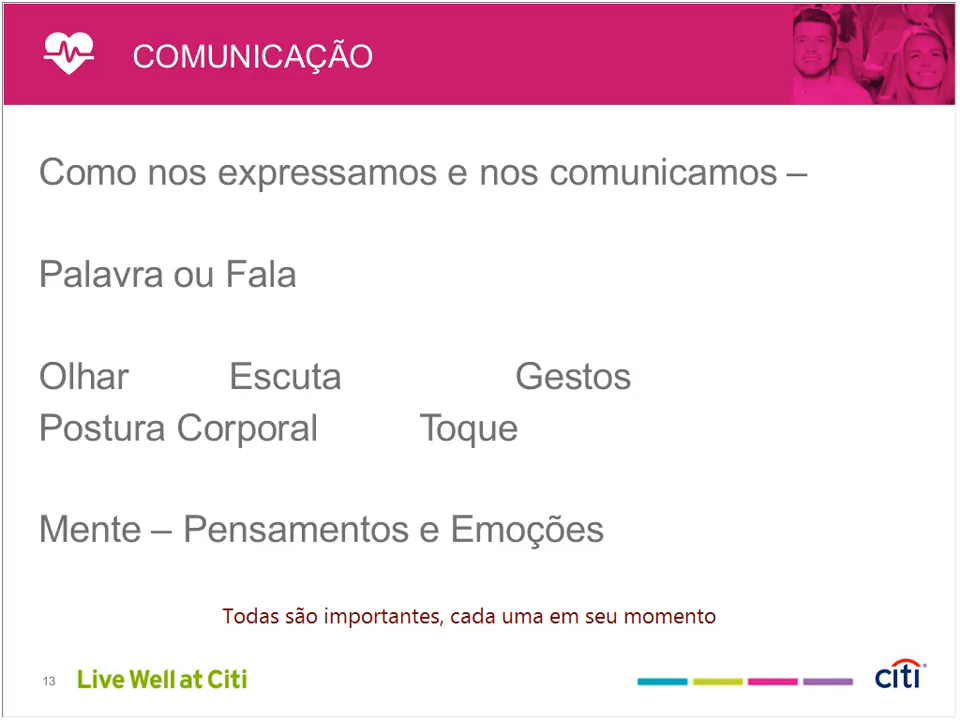 COMUNICAÇÃO
Como nos expressamos e nos comunicamos –
Palavra ou Fala
Olhar Escuta Gestos
Postura Corporal Toque
Mente – Pensamentos e Emoções
Todas são importantes, cada uma em seu momento
13 Live Well at Citi
citi®